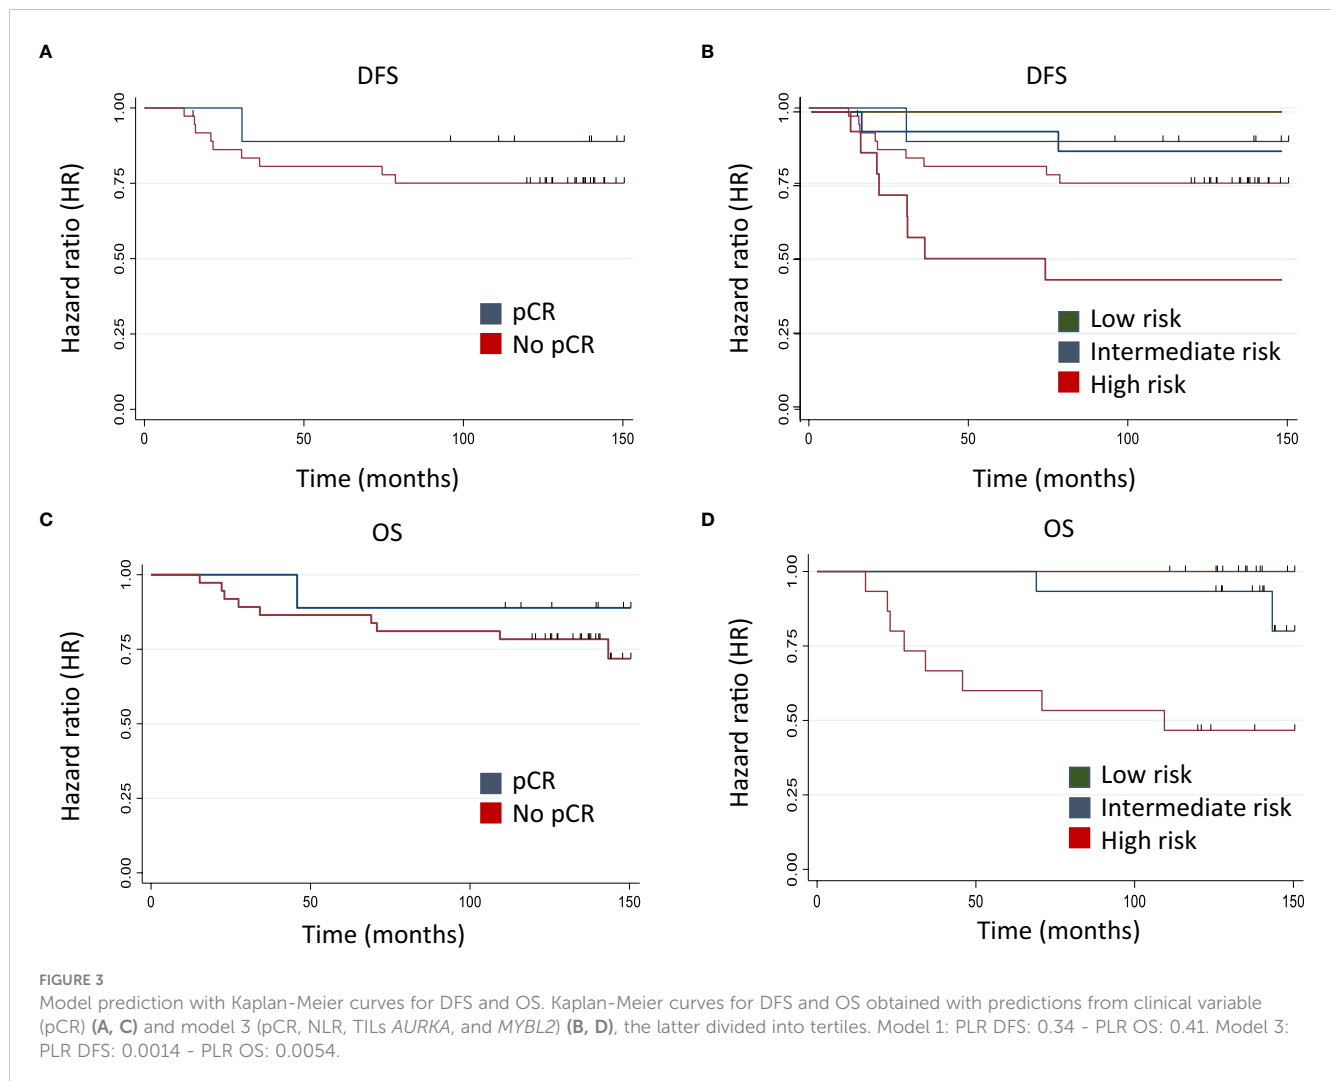 A
DFS
Hazard ratio (HR)
1.00
0.75
0.50
0.25
0.00
pCR
No pCR
0 50 100 150
Time (months)
B
DFS
Hazard ratio (HR)
1.00
0.75
0.50
0.25
0.00
Low risk
Intermediate risk
High risk
0 50 100 150
Time (months)
C
OS
Hazard ratio (HR)
1.00
0.75
0.50
0.25
0.00
pCR
No pCR
0 50 100 150
Time (months)
D
OS
Hazard ratio (HR)
1.00
0.75
0.50
0.25
0.00
Low risk
Intermediate risk
High risk
0 50 100 150
Time (months)
FIGURE 3
Model prediction with Kaplan-Meier curves for DFS and OS. Kaplan-Meier curves for DFS and OS obtained with predictions from clinical variable
(pCR) (A, C) and model 3 (pCR, NLR, TILs AURKA, and MYBL2) (B, D), the latter divided into tertiles. Model 1: PLR DFS: 0.34 - PLR OS: 0.41. Model 3:
PLR DFS: 0.0014 - PLR OS: 0.0054.